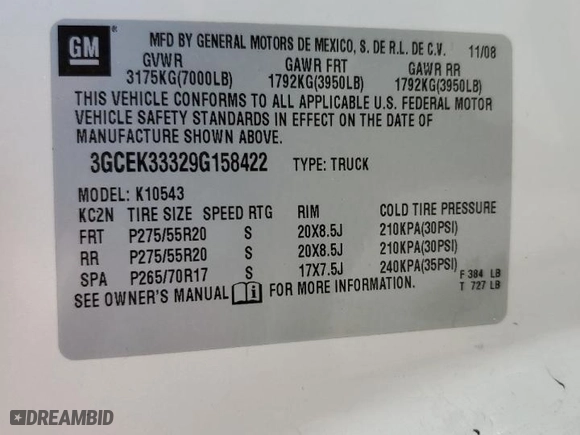 GM
MFD BY GENERAL MOTORS DE MEXICO, S. DE R.L. DE C.V. 11/08
GVWR GAWR FRT GAWR RR
3175KG(7000LB) 1792KG(3950LB) 1792KG(3950LB)
THIS VEHICLE CONFORMS TO ALL APPLICABLE U.S. FEDERAL MOTOR
VEHICLE SAFETY STANDARDS IN EFFECT ON THE DATE OF
MANUFACTURE SHOWN ABOVE.
3GCEK33329G158422 TYPE: TRUCK
MODEL: K10543
KC2N TIRE SIZE SPEED RTG RIM COLD TIRE PRESSURE
FRT P275/55R20 S 20X8.5J 210KPA(30PSI)
RR P275/55R20 S 20X8.5J 210KPA(30PSI)
SPA P265/70R17 S 17X7.5J 240KPA(35PSI)
F 384 LB
SEE OWNER'S MANUAL i FOR MORE INFORMATION.
T 727 LB
DREAMBID